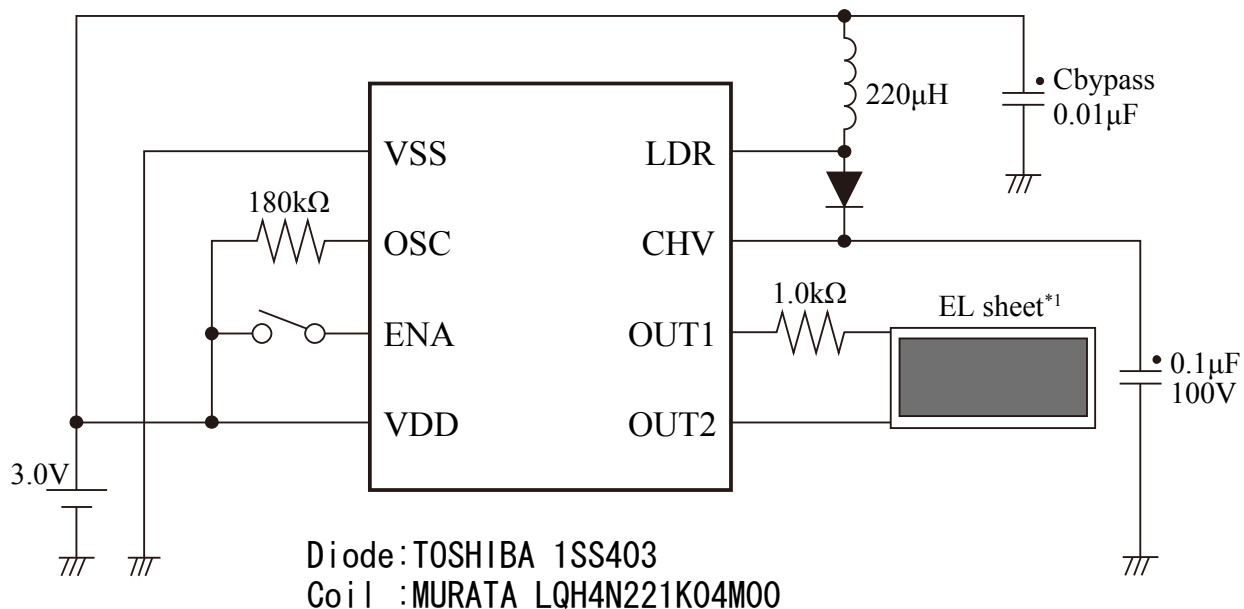 220μH
• Cbypass
0.01μF
VSS
LDR
180kΩ
OSC
CHV
1.0kΩ
EL sheet*1
ENA
OUT1
0.1μF
100V
VDD
OUT2
3.0V
Diode:TOSHIBA 1SS403
Coil :MURATA LQH4N221K04M00